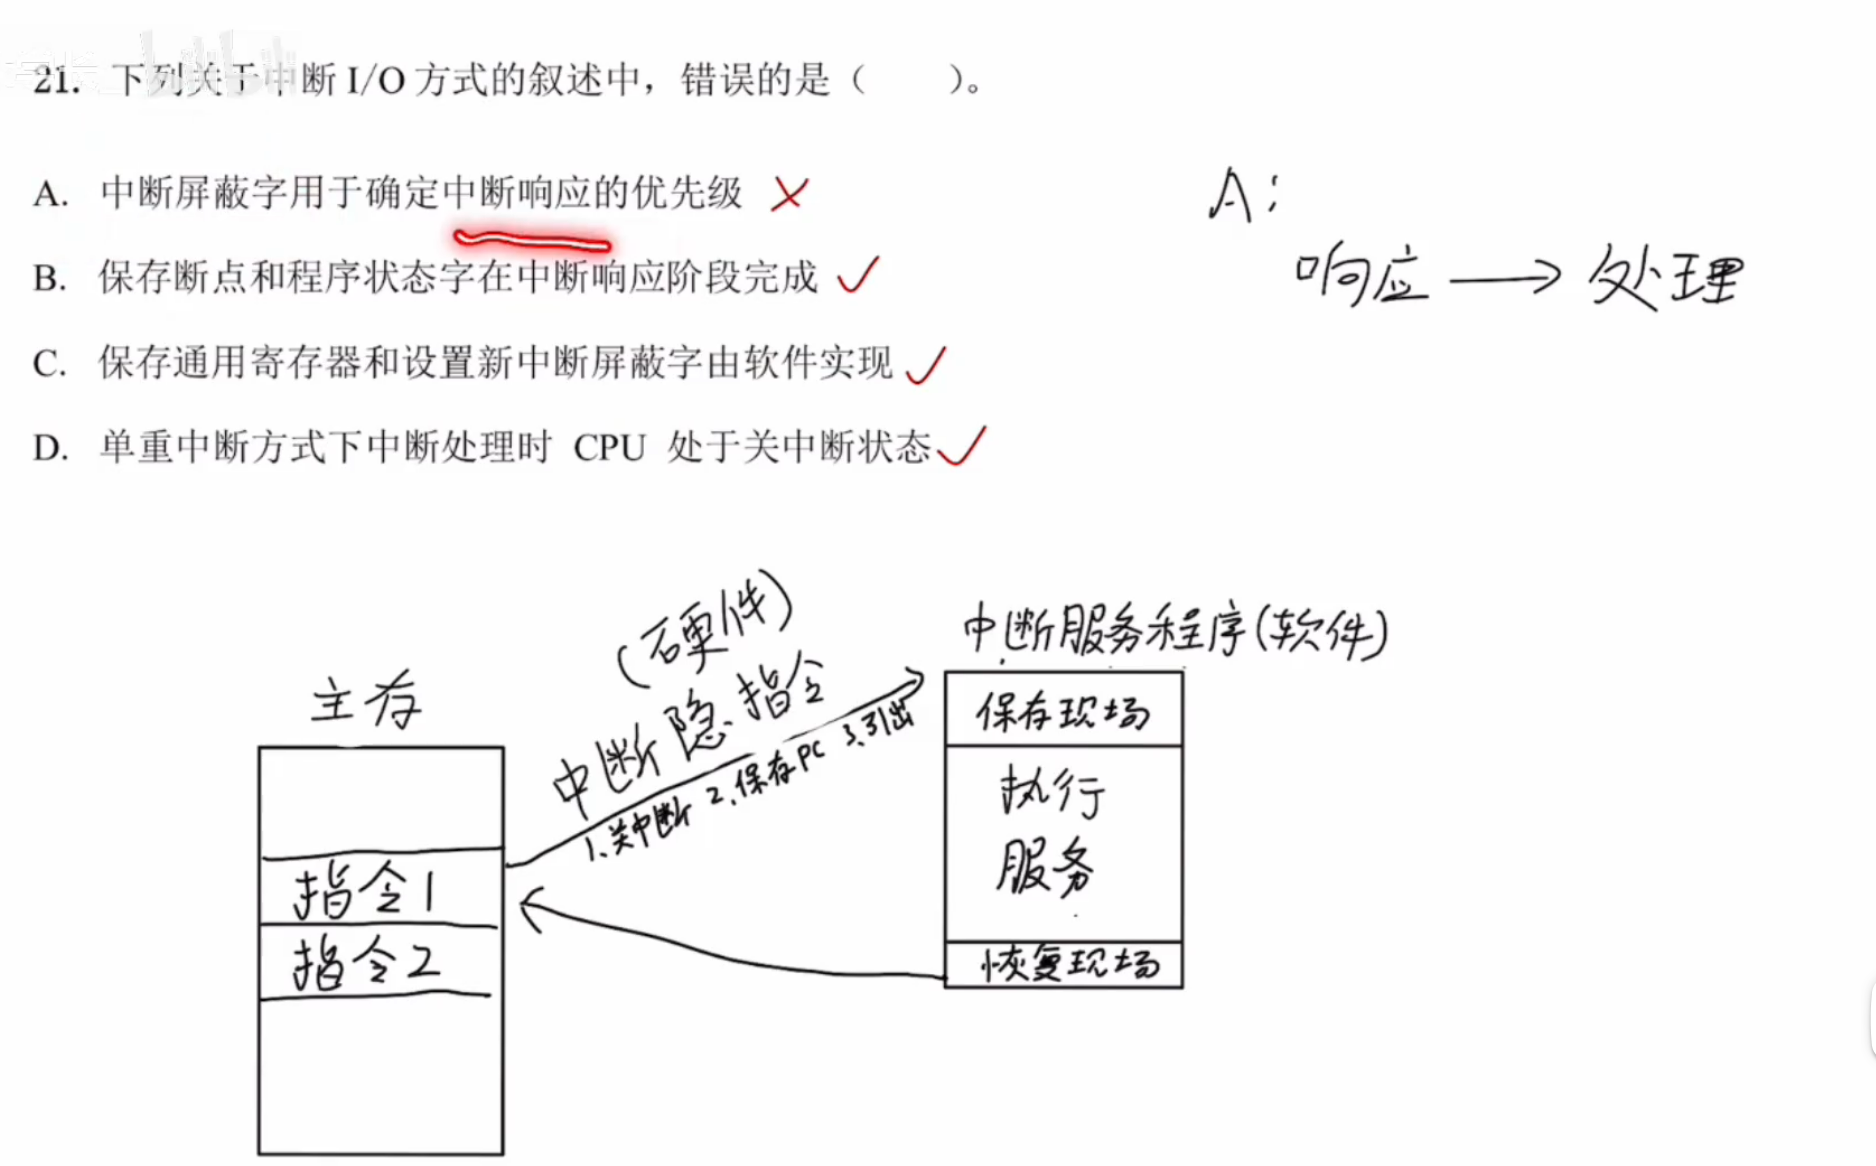 21. 下列关于中断 I/O 方式的叙述中，错误的是（　　）。
A. 中断屏蔽字用于确定中断响应的优先级 ×
B. 保存断点和程序状态字在中断响应阶段完成 ✓
C. 保存通用寄存器和设置新中断屏蔽字由软件实现 ✓
D. 单重中断方式下中断处理时 CPU 处于关中断状态 ✓
A:
响应 → 处理
主存
指令1
指令2
(硬件)
中断隐指令
1、关中断 2、保存PC 3、引出
中断服务程序(软件)
保存现场
执行
服务
恢复现场